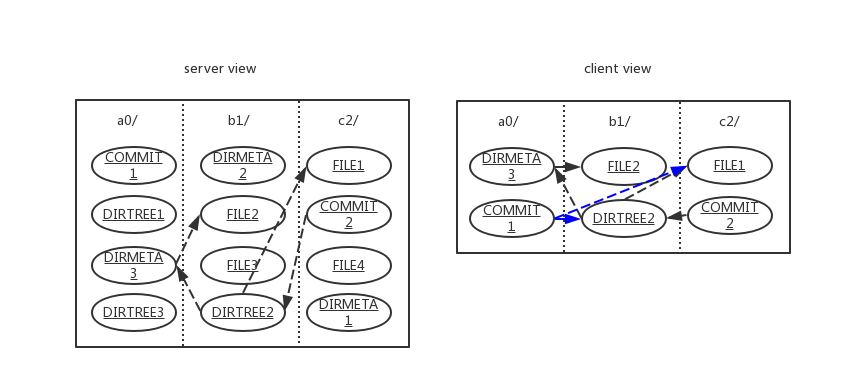 server view
client view
a0/
b1/
c2/
COMMIT
1
DIRMETA
2
FILE1
DIRTREE1
FILE2
COMMIT
2
DIRMETA
3
FILE3
FILE4
DIRTREE3
DIRTREE2
DIRMETA
1
a0/
b1/
c2/
DIRMETA
3
FILE2
FILE1
COMMIT
1
DIRTREE2
COMMIT
2